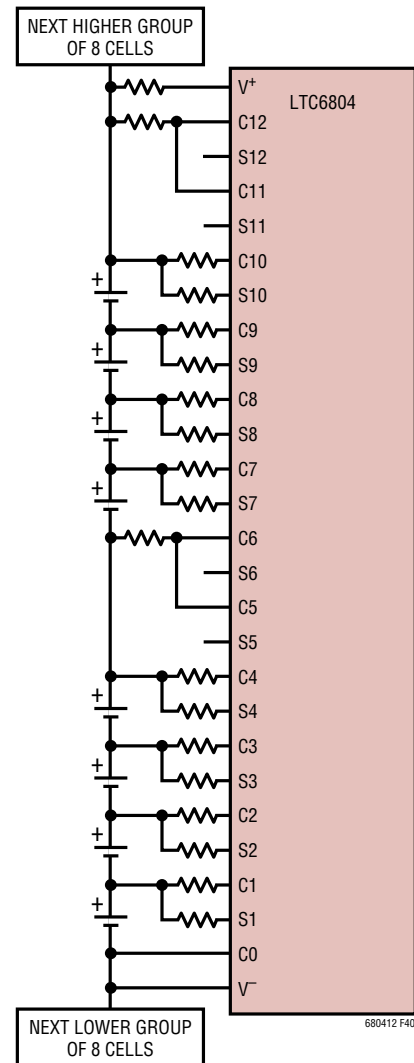 NEXT HIGHER GROUP
OF 8 CELLS
LTC6804
V+
C12
S12
C11
S11
C10
S10
C9
S9
C8
S8
C7
S7
C6
S6
C5
S5
C4
S4
C3
S3
C2
S2
C1
S1
C0
V–
+
+
+
+
+
+
+
+
NEXT LOWER GROUP
OF 8 CELLS
680412 F40